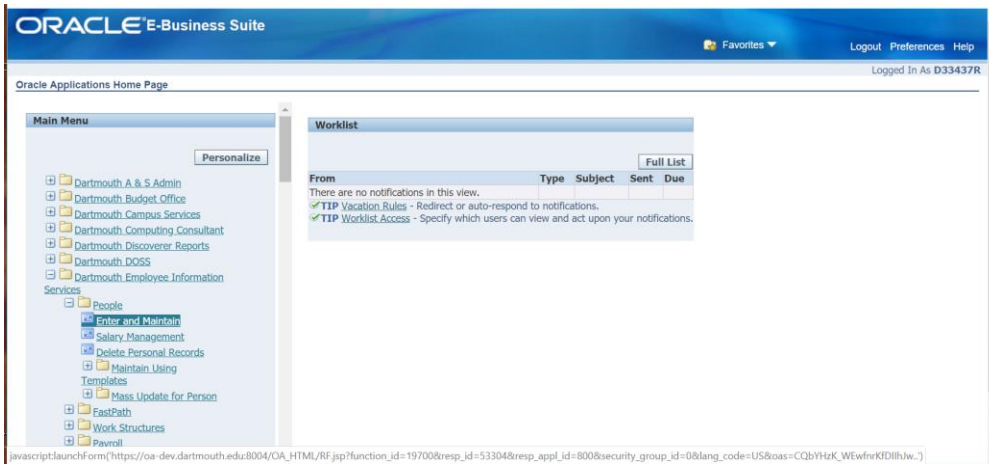 ORACLE E-Business Suite
Favorites
Logout Preferences Help
Logged In As D33437R
Oracle Applications Home Page
Main Menu
Personalize
Dartmouth A & S Admin
Dartmouth Budget Office
Dartmouth Campus Services
Dartmouth Computing Consultant
Dartmouth Discoverer Reports
Dartmouth DOSS
Dartmouth Employee Information
Services
People
Enter and Maintain
Salary Management
Delete Personal Records
Maintain Using
Templates
Mass Update for Person
FastPath
Work Structures
Payroll
Worklist
Full List
From Type Subject Sent Due
There are no notifications in this view.
TIP Vacation Rules - Redirect or auto-respond to notifications.
TIP Worklist Access - Specify which users can view and act upon your notifications.
javascript:launchForm('https://oa-dev.dartmouth.edu:8004/OA_HTML/RF.jsp?function_id=19700&resp_id=53304&resp_appl_id=800&security_group_id=0&lang_code=US&oas=